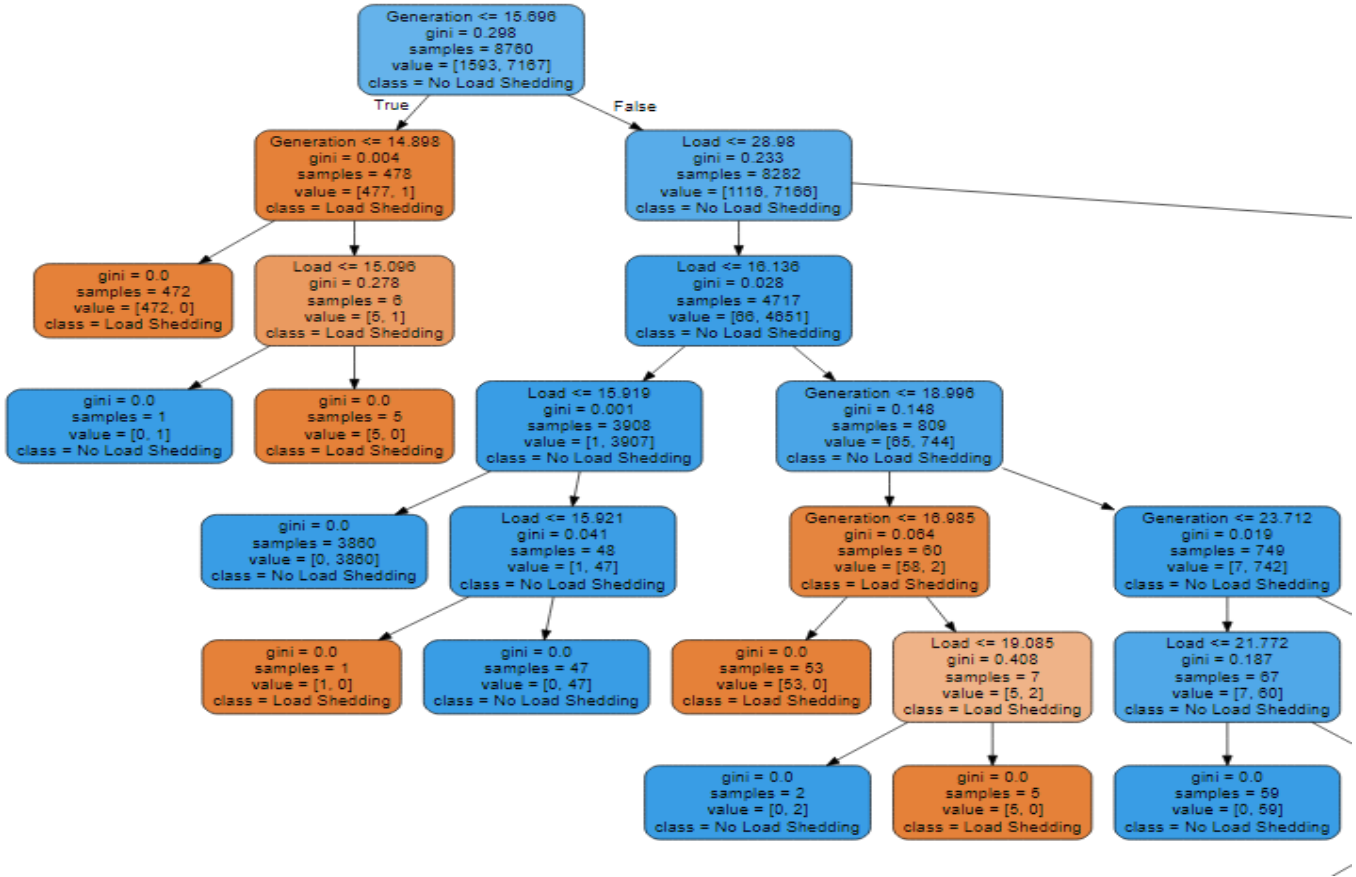 Generation <= 15.696
gini = 0.298
samples = 8760
value = [1593, 7167]
class = No Load Shedding
True
False
Generation <= 14.898
gini = 0.004
samples = 478
value = [477, 1]
class = Load Shedding
Load <= 28.98
gini = 0.233
samples = 8282
value = [1116, 7166]
class = No Load Shedding
gini = 0.0
samples = 472
value = [472, 0]
class = Load Shedding
Load <= 15.096
gini = 0.278
samples = 6
value = [5, 1]
class = Load Shedding
Load <= 16.136
gini = 0.028
samples = 4717
value = [66, 4651]
class = No Load Shedding
gini = 0.0
samples = 1
value = [0, 1]
class = No Load Shedding
gini = 0.0
samples = 5
value = [5, 0]
class = Load Shedding
Load <= 15.919
gini = 0.001
samples = 3908
value = [1, 3907]
class = No Load Shedding
Generation <= 18.996
gini = 0.148
samples = 809
value = [65, 744]
class = No Load Shedding
gini = 0.0
samples = 3860
value = [0, 3860]
class = No Load Shedding
Load <= 15.921
gini = 0.041
samples = 48
value = [1, 47]
class = No Load Shedding
Generation <= 16.985
gini = 0.064
samples = 60
value = [58, 2]
class = Load Shedding
Generation <= 23.712
gini = 0.019
samples = 749
value = [7, 742]
class = No Load Shedding
gini = 0.0
samples = 1
value = [1, 0]
class = Load Shedding
gini = 0.0
samples = 47
value = [0, 47]
class = No Load Shedding
gini = 0.0
samples = 53
value = [53, 0]
class = Load Shedding
Load <= 19.085
gini = 0.408
samples = 7
value = [5, 2]
class = Load Shedding
Load <= 21.772
gini = 0.187
samples = 67
value = [7, 60]
class = No Load Shedding
gini = 0.0
samples = 2
value = [0, 2]
class = No Load Shedding
gini = 0.0
samples = 5
value = [5, 0]
class = Load Shedding
gini = 0.0
samples = 59
value = [0, 59]
class = No Load Shedding